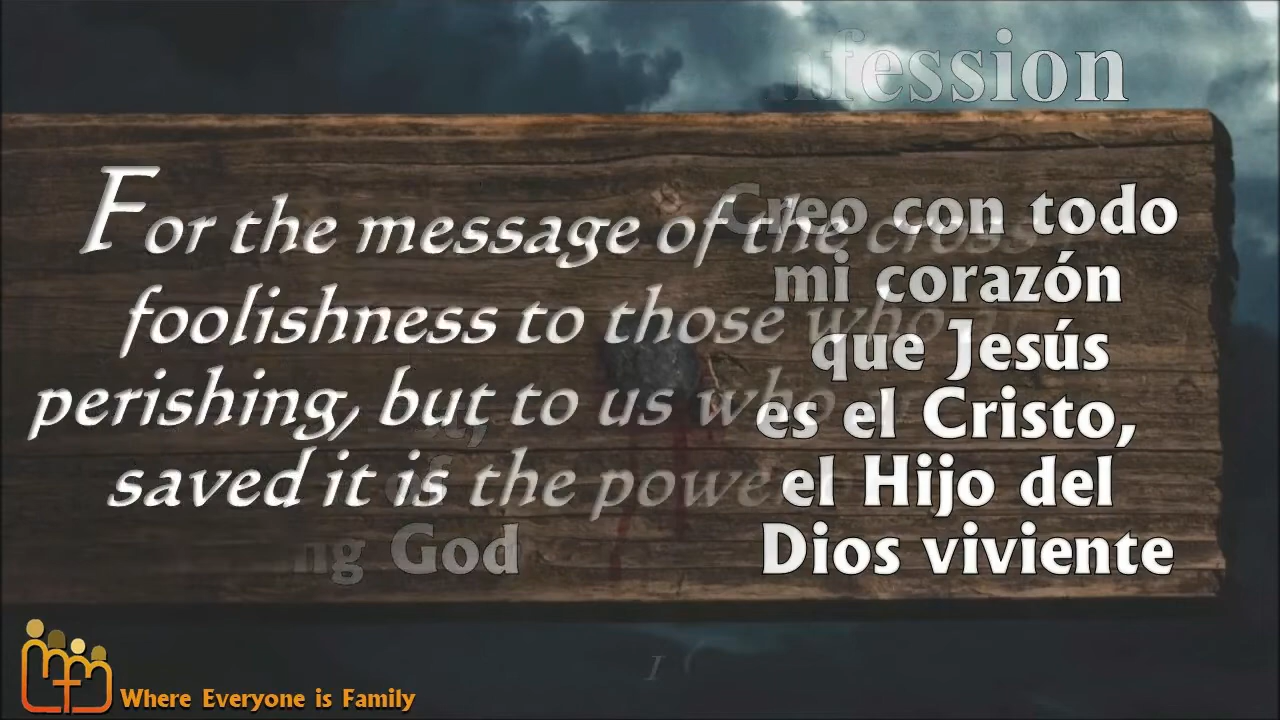 fession
For the message of the cross
foolishness to those who
perishing, but to us who
saved it is the power
ng God
Creo con todo
mi corazón
que Jesús
es el Cristo,
el Hijo del
Dios viviente
Where Everyone is Family